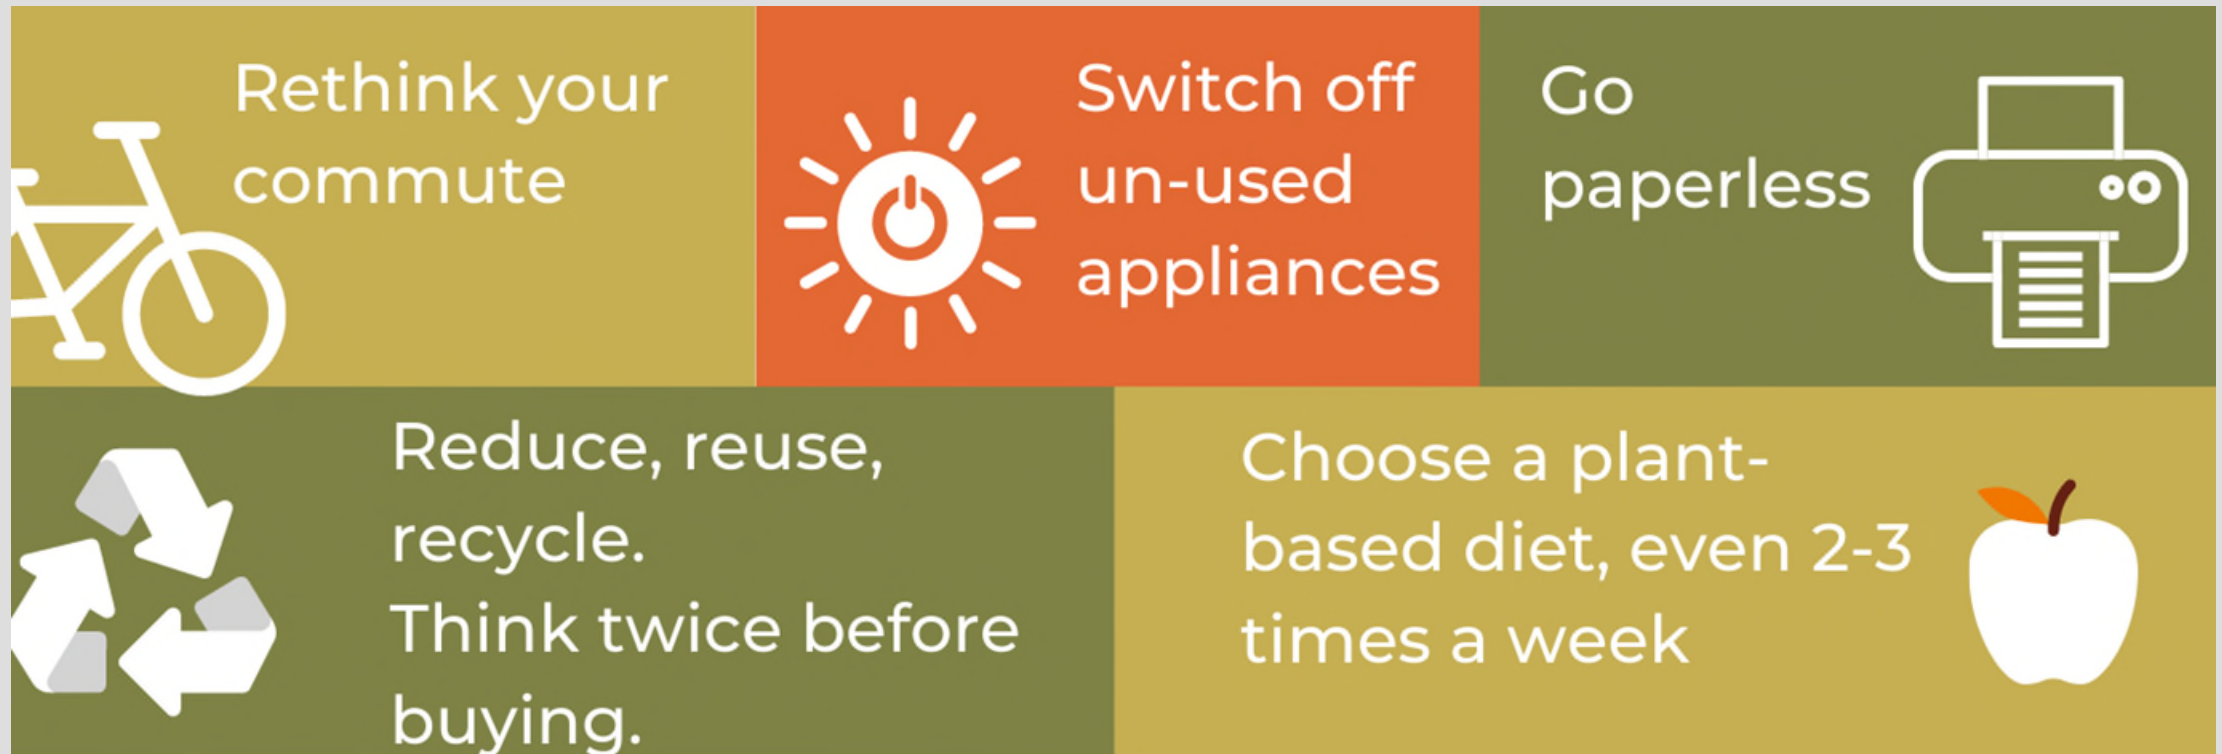 Rethink your
commute
Switch off
un-used
appliances
Go
paperless
Reduce, reuse,
recycle.
Think twice before
buying.
Choose a plant-
based diet, even 2-3
times a week